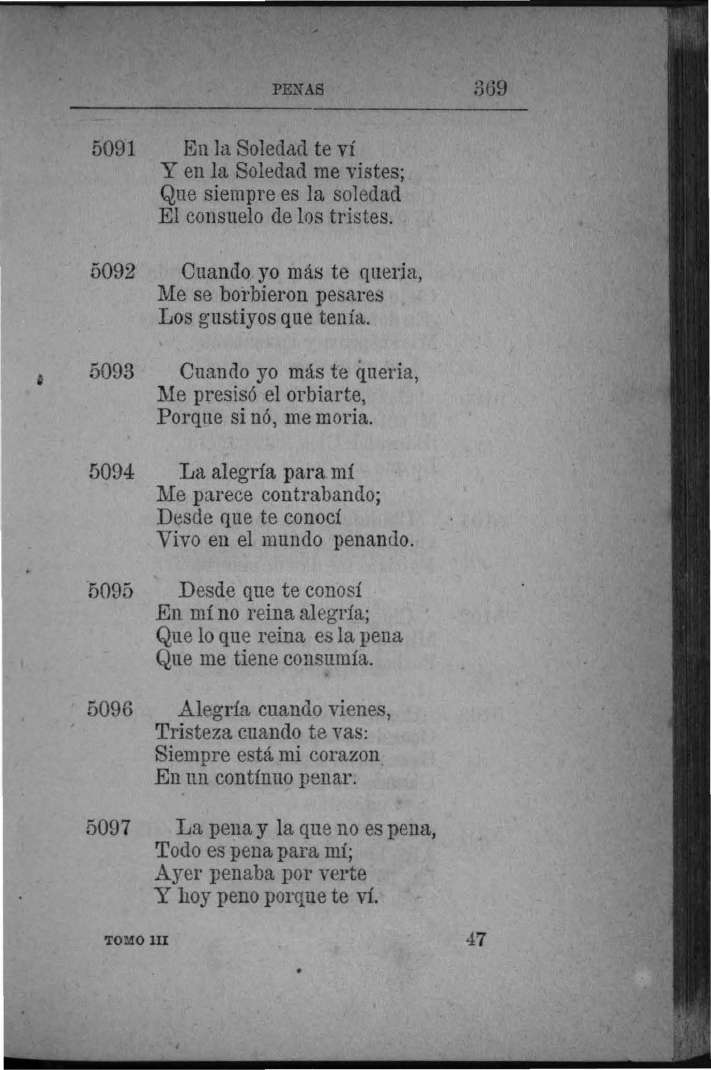 PENAS 369
5091 En la Soledad te ví
Y en la Soledad me vistes;
Que siempre es la soledad
El consuelo de los tristes.
5092 Cuando yo más te queria,
Me se borbieron pesares
Los gustiyos que tenía.
5093 Cuando yo más te queria,
Me presisó el orbiarte,
Porque si nó, me moria.
5094 La alegría para mí
Me parece contrabando;
Desde que te conocí
Vivo en el mundo penando.
5095 Desde que te conosí
En mí no reina alegría;
Que lo que reina es la pena
Que me tiene consumía.
5096 Alegría cuando vienes,
Tristeza cuando te vas:
Siempre está mi corazon
En un contínuo penar.
5097 La pena y la que no es pena,
Todo es pena para mí;
Ayer penaba por verte
Y hoy peno porque te ví.
TOMO III 47